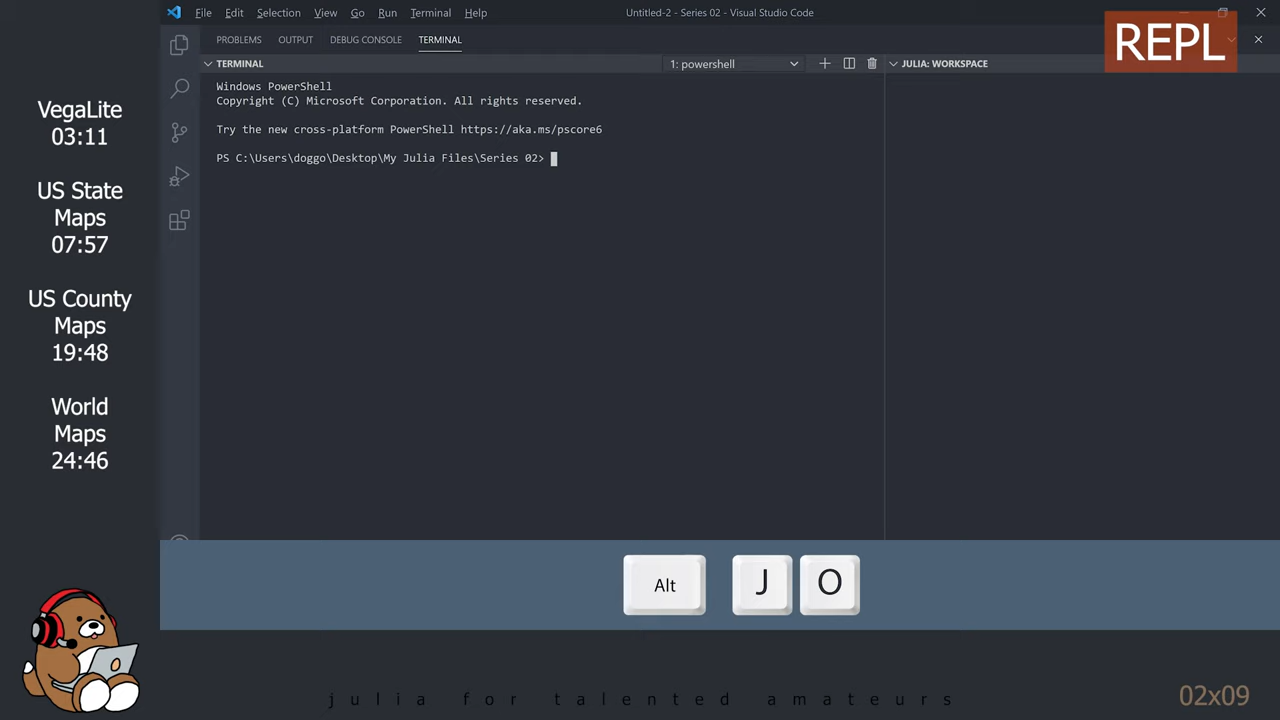 File Edit Selection View Go Run Terminal Help
Untitled-2 - Series 02 - Visual Studio Code
REPL
PROBLEMS OUTPUT DEBUG CONSOLE TERMINAL
TERMINAL
1: powershell
JULIA: WORKSPACE
Windows PowerShell
Copyright (C) Microsoft Corporation. All rights reserved.
Try the new cross-platform PowerShell https://aka.ms/pscore6
PS C:\Users\doggo\Desktop\My Julia Files\Series 02>
VegaLite
03:11
US State
Maps
07:57
US County
Maps
19:48
World
Maps
24:46
Alt J O
julia for talented amateurs
02x09